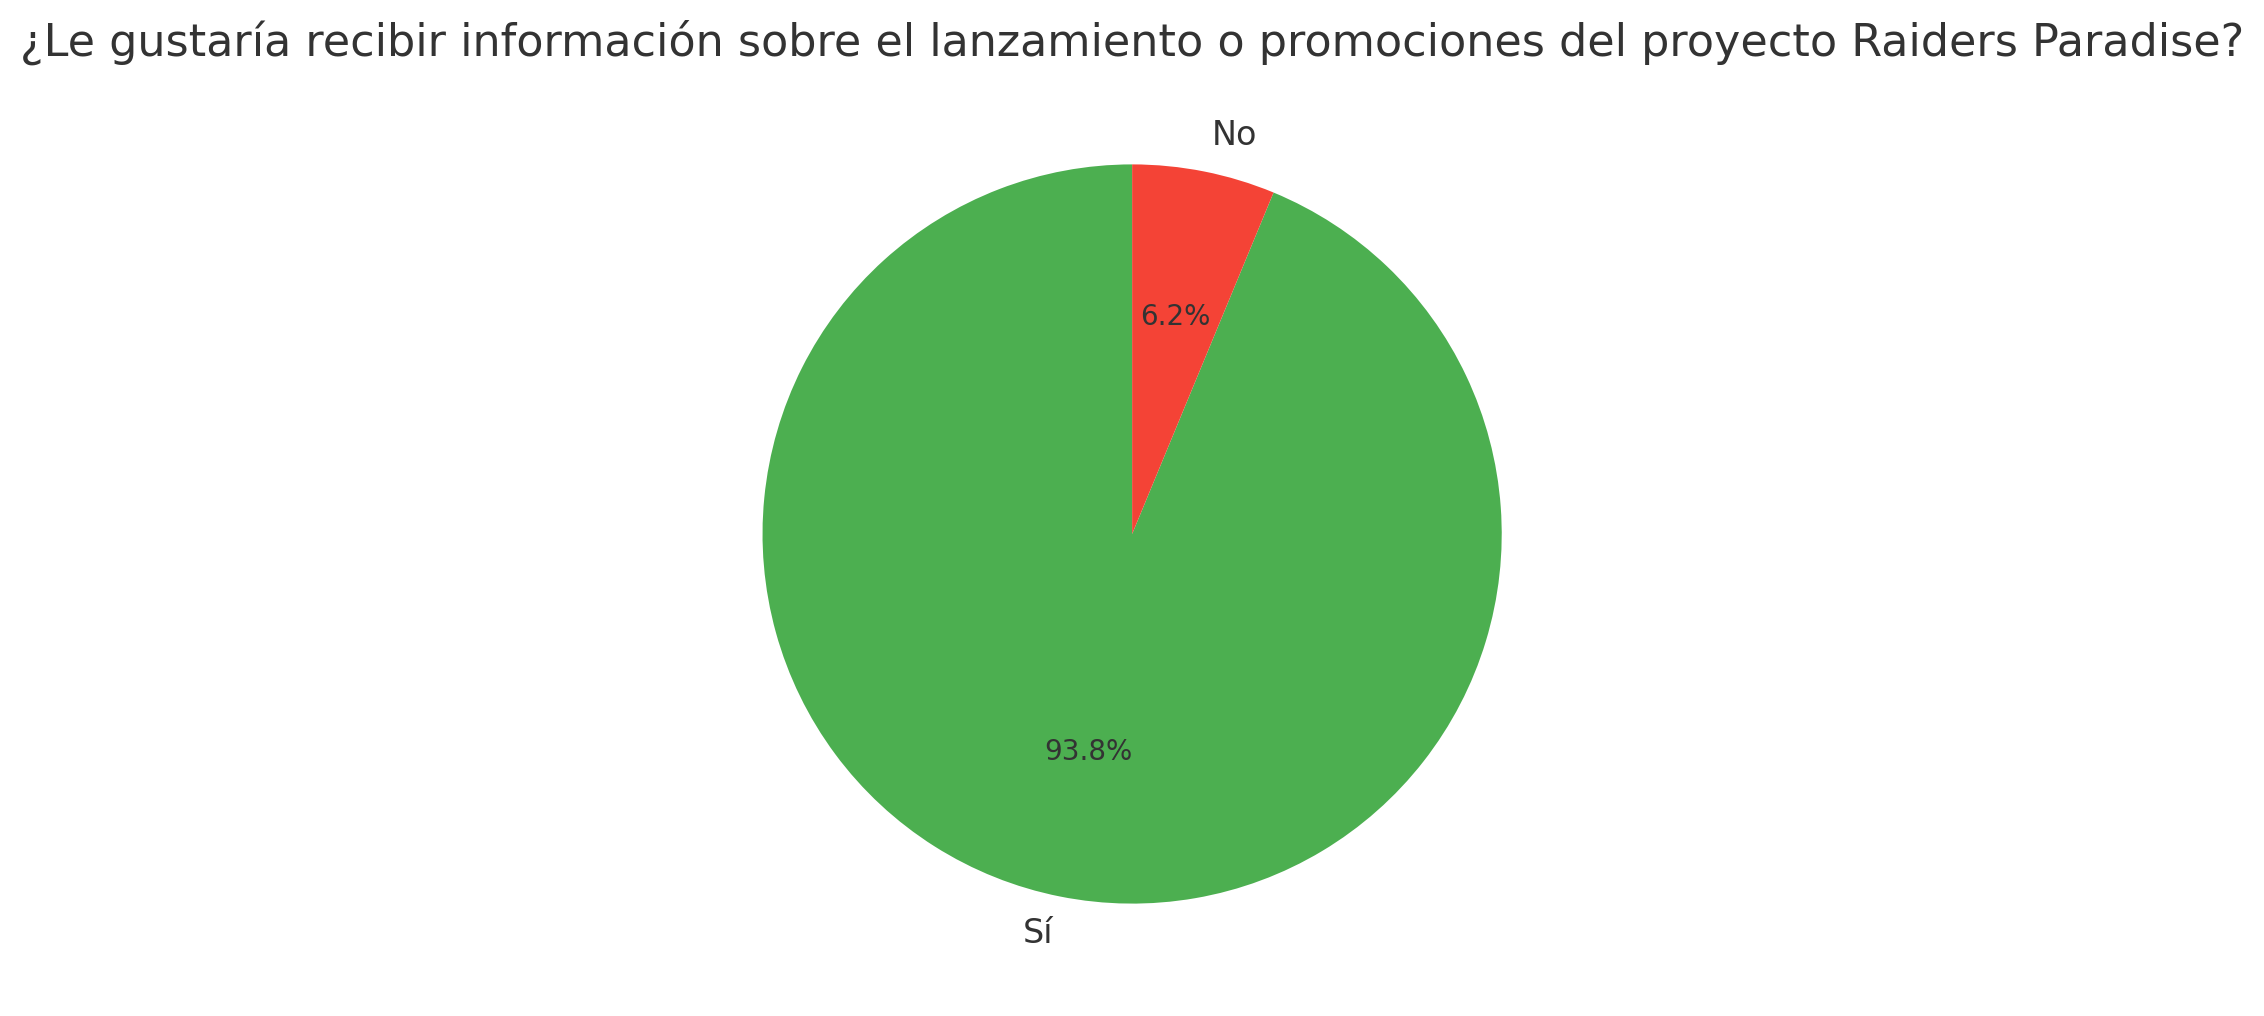 ¿Le gustaría recibir información sobre el lanzamiento o promociones del proyecto Raiders Paradise?
No
6.2%
93.8%
Sí